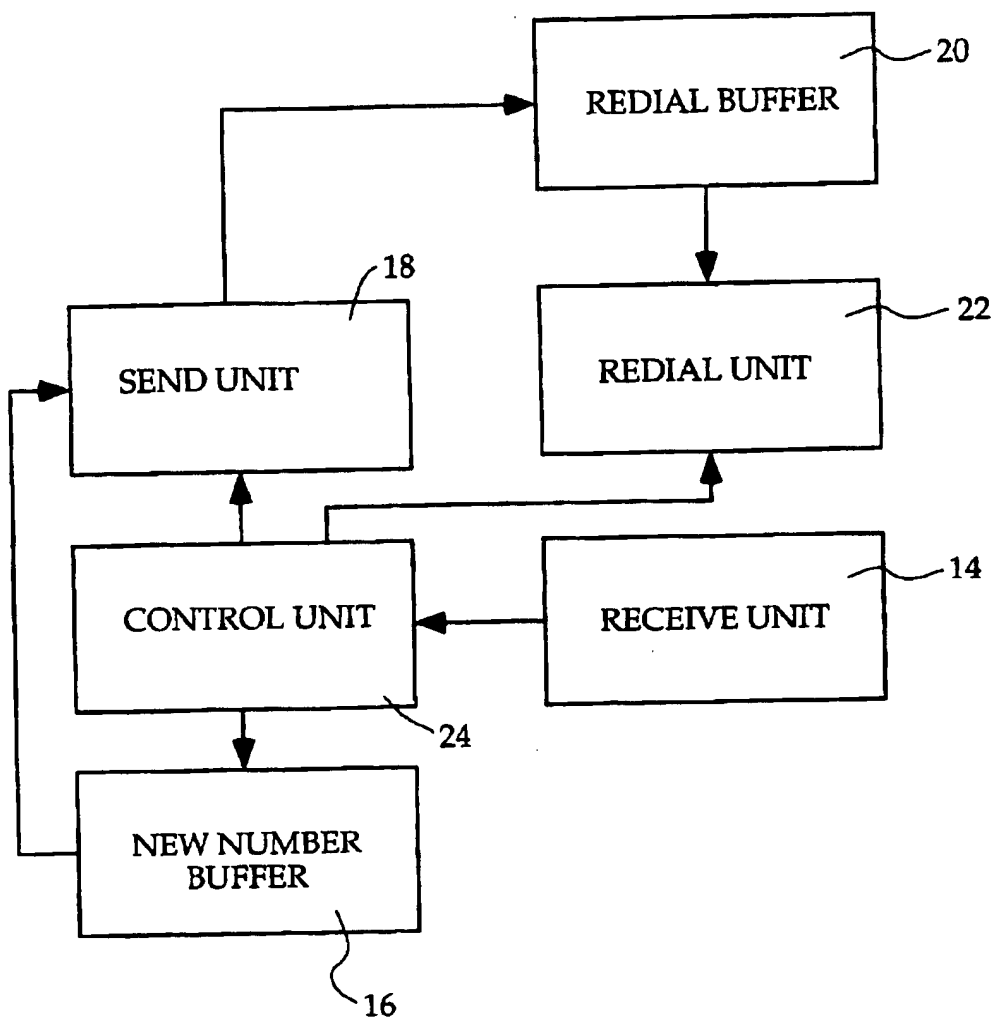 20
REDIAL BUFFER
18
22
SEND UNIT
REDIAL UNIT
14
CONTROL UNIT
RECEIVE UNIT
24
NEW NUMBER
BUFFER
16